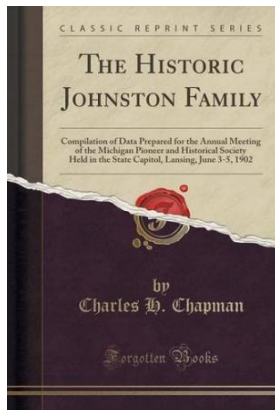 CLASSIC REPRINT SERIES
THE HISTORIC
JOHNSTON FAMILY
Compilation of Data Prepared for the Annual Meeting
of the Michigan Pioneer and Historical Society
Held in the State Capitol, Lansing, June 3-5, 1902
by
Charles H. Chapman
Forgotten Books